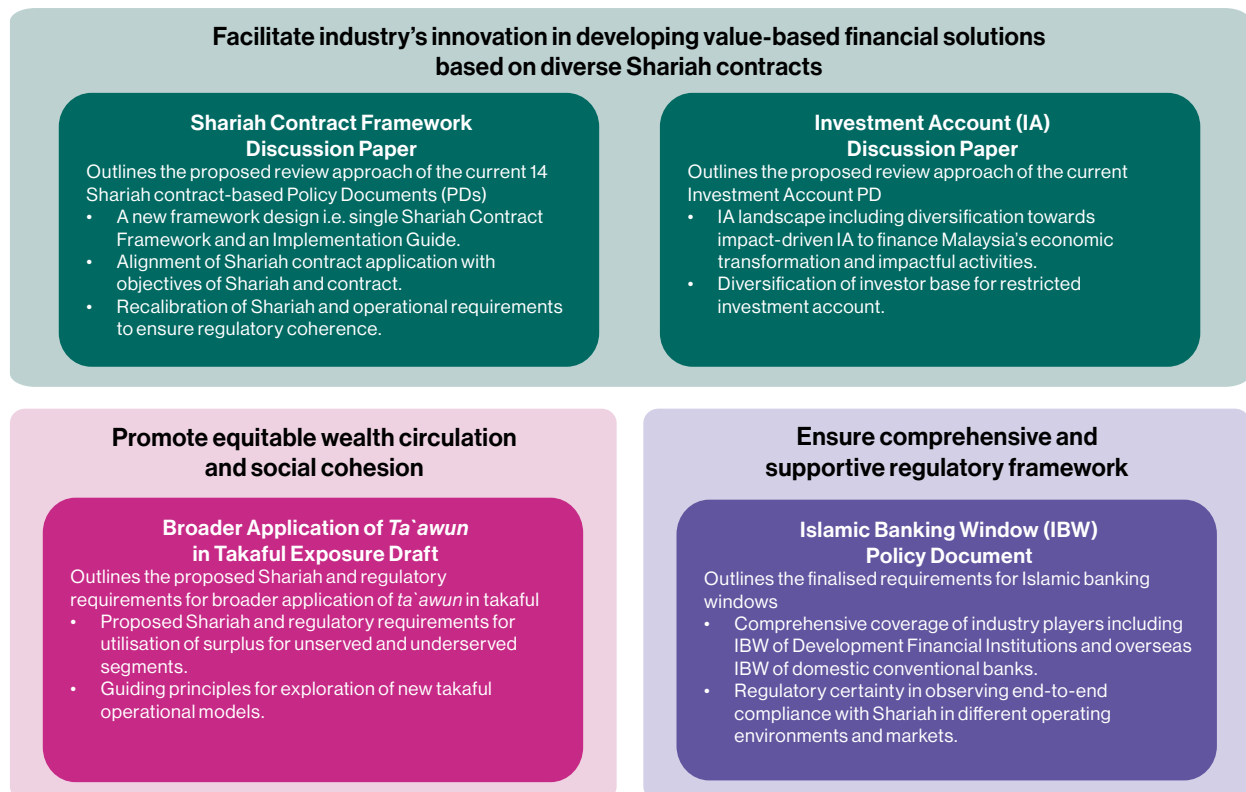 Facilitate industry’s innovation in developing value-based financial solutions
based on diverse Shariah contracts
Shariah Contract Framework
Discussion Paper
Outlines the proposed review approach of the current 14
Shariah contract-based Policy Documents (PDs)
• A new framework design i.e. single Shariah Contract
Framework and an Implementation Guide.
• Alignment of Shariah contract application with
objectives of Shariah and contract.
• Recalibration of Shariah and operational requirements
to ensure regulatory coherence.
Investment Account (IA)
Discussion Paper
Outlines the proposed review approach of the current
Investment Account PD
• IA landscape including diversification towards
impact-driven IA to finance Malaysia’s economic
transformation and impactful activities.
• Diversification of investor base for restricted
investment account.
Promote equitable wealth circulation
and social cohesion
Broader Application of Ta`awun
in Takaful Exposure Draft
Outlines the proposed Shariah and regulatory
requirements for broader application of ta`awun in takaful
• Proposed Shariah and regulatory requirements for
utilisation of surplus for unserved and underserved
segments.
• Guiding principles for exploration of new takaful
operational models.
Ensure comprehensive and
supportive regulatory framework
Islamic Banking Window (IBW)
Policy Document
Outlines the finalised requirements for Islamic banking
windows
• Comprehensive coverage of industry players including
IBW of Development Financial Institutions and overseas
IBW of domestic conventional banks.
• Regulatory certainty in observing end-to-end
compliance with Shariah in different operating
environments and markets.